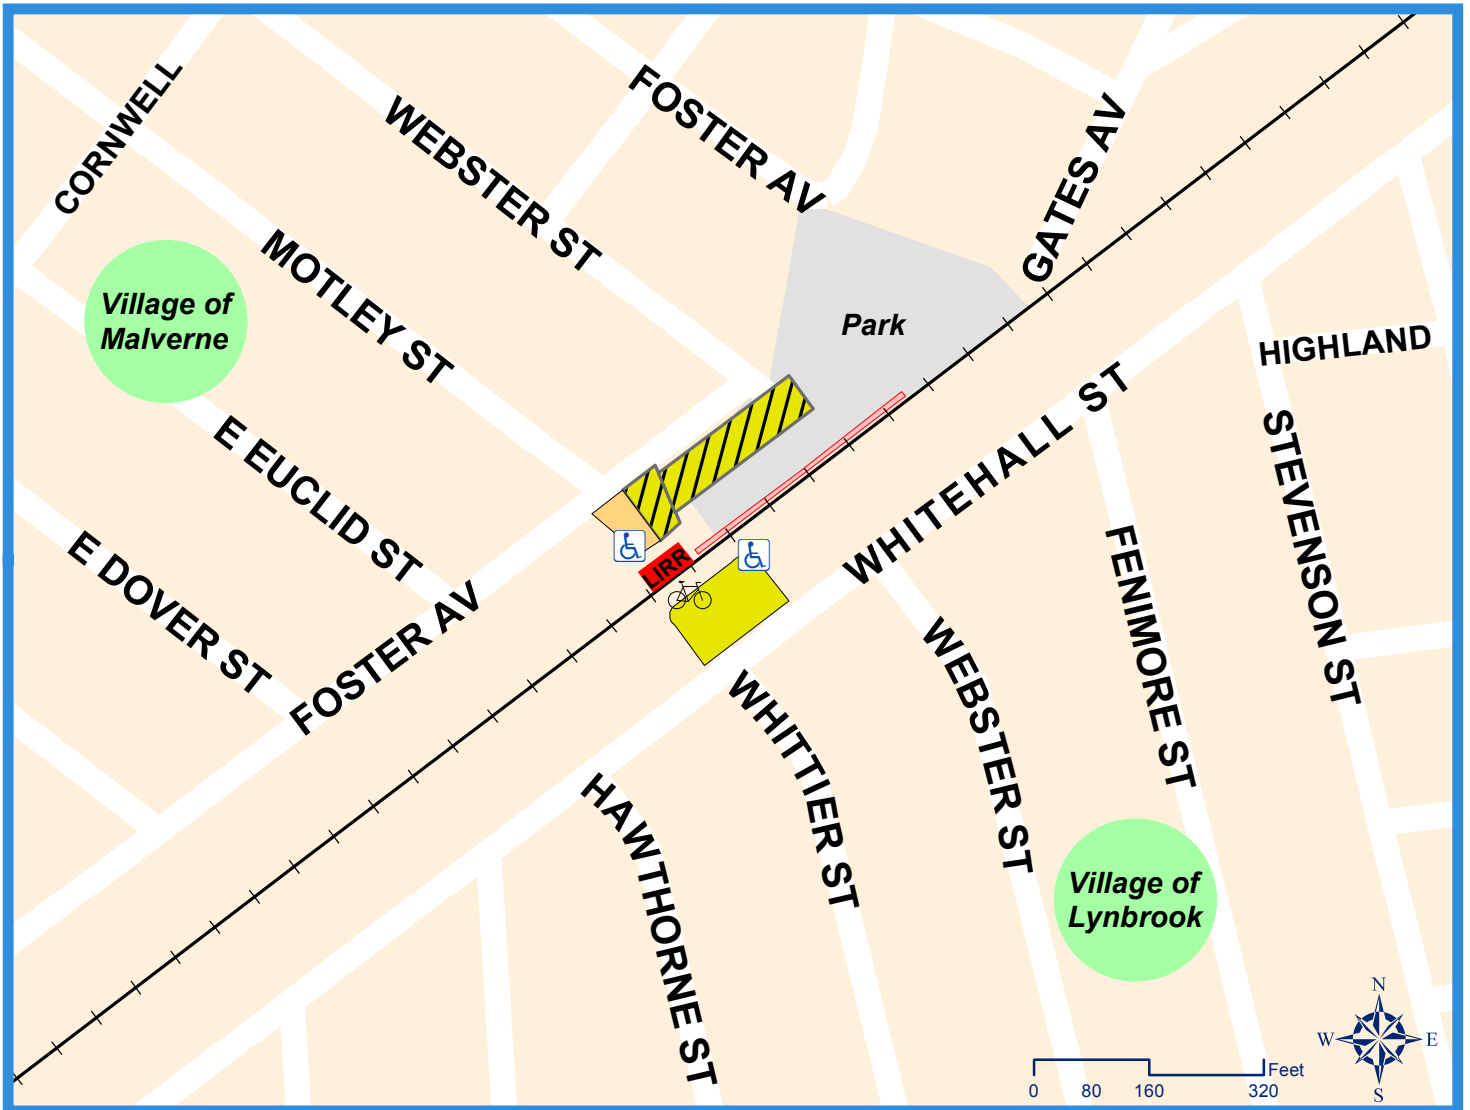 CORNWELL
WEBSTER ST
FOSTER AV
GATES AV
MOTLEY ST
Village of
Malverne
Park
HIGHLAND
E EUCLID ST
E DOVER ST
FOSTER AV
LIRR
WHITEHALL ST
STEVENSON ST
FENIMORE ST
WEBSTER ST
WHITTIER ST
HAWTHORNE ST
Village of
Lynbrook
N
W E
S
Feet
0 80 160 320